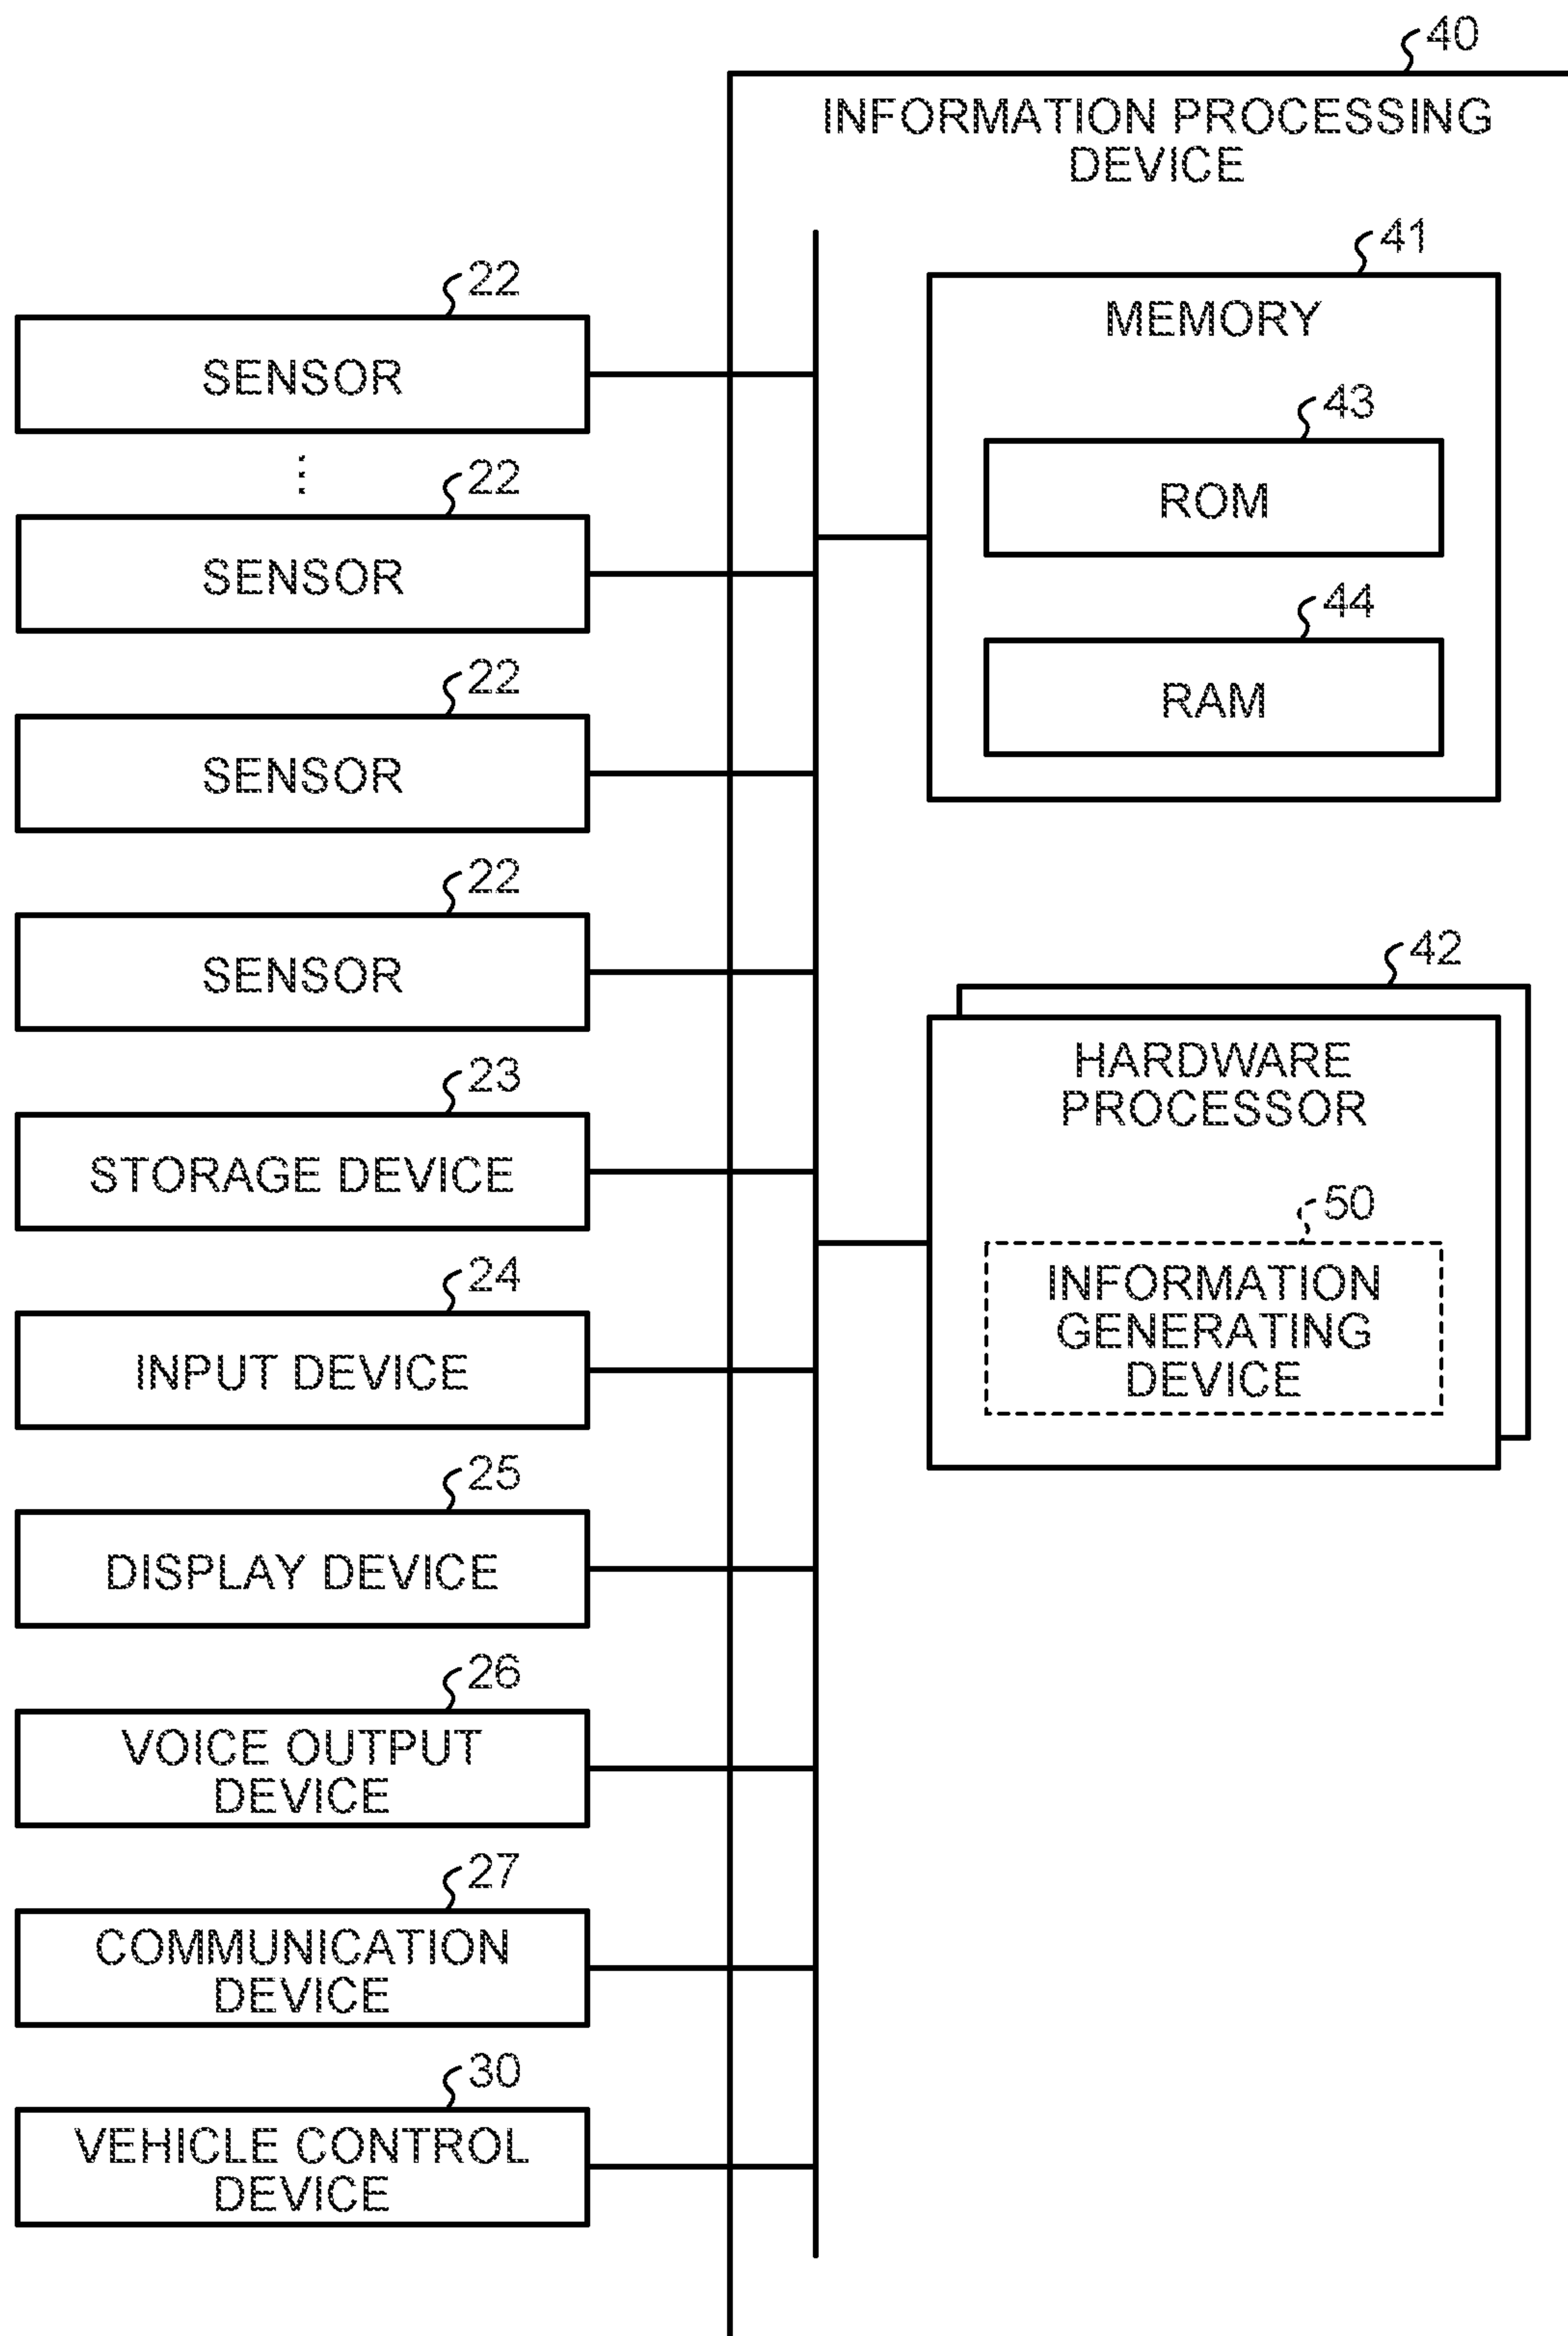 40
INFORMATION PROCESSING
DEVICE
41
MEMORY
43
ROM
44
RAM
42
HARDWARE
PROCESSOR
50
INFORMATION
GENERATING
DEVICE
22
SENSOR
22
SENSOR
22
SENSOR
22
SENSOR
23
STORAGE DEVICE
24
INPUT DEVICE
25
DISPLAY DEVICE
26
VOICE OUTPUT
DEVICE
27
COMMUNICATION
DEVICE
30
VEHICLE CONTROL
DEVICE